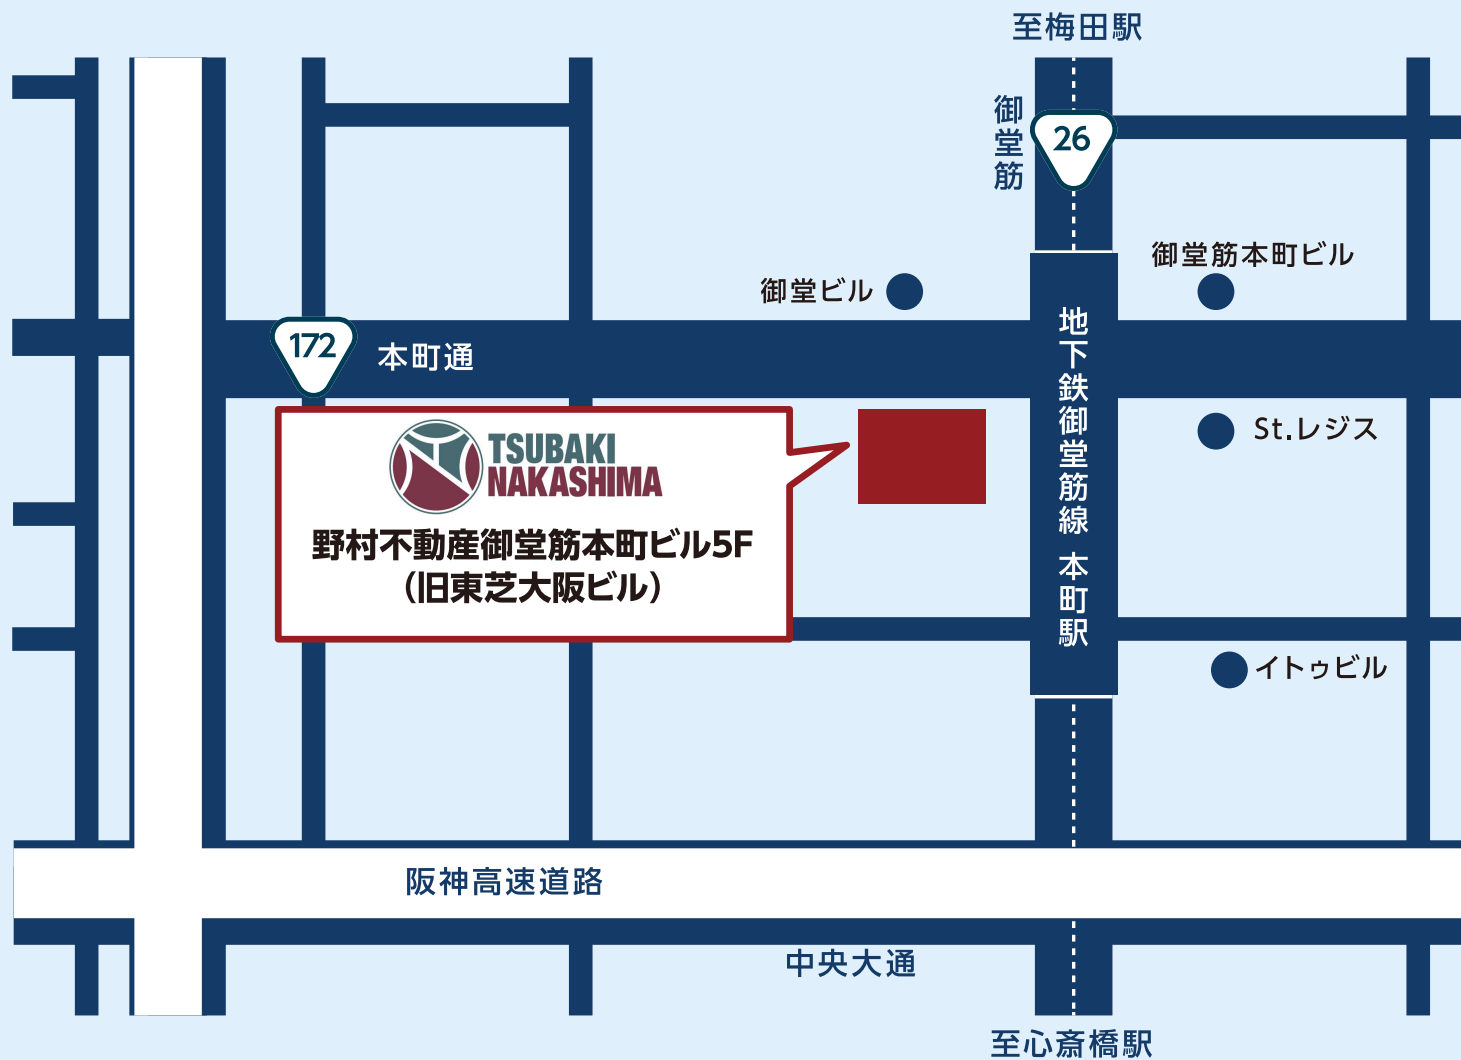 至梅田駅
御堂筋
26
御堂筋本町ビル
御堂ビル
172
本町通
地下鉄御堂筋線 本町駅
St.レジス
TSUBAKI
NAKASHIMA
野村不動産御堂筋本町ビル5F
(旧東芝大阪ビル)
イトゥビル
阪神高速道路
中央大通
至心斎橋駅